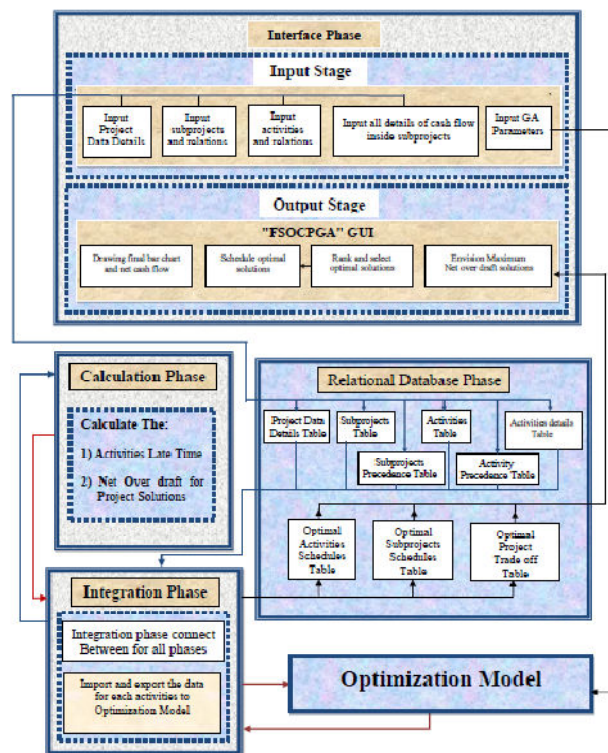 Interface Phase
Input Stage
Input
Project
Data Details
Input
subprojects
and relations
Input
activities
and relations
Input all details of cash flow
inside subprojects
Input GA
Parameters
Output Stage
"FSOCPGA" GUI
Drawing final bar chart
and net cash flow
Schedule optimal
solutions
Rank and select
optimal solutions
Envision Maximum
Net over draft solutions
Calculation Phase
Calculate The:
1) Activities Late Time
2) Net Over draft for
Project Solutions
Relational Database Phase
Project Data
Details Table
Subprojects
Table
Activities
Table
Activities details
Table
Subprojects
Precedence Table
Activity
Precedence Table
Optimal
Activities
Schedules
Table
Optimal
Subprojects
Schedules
Table
Optimal
Project
Trade off
Table
Integration Phase
Integration phase connect
Between for all phases
Import and export the data
for each activities to
Optimization Model
Optimization Model